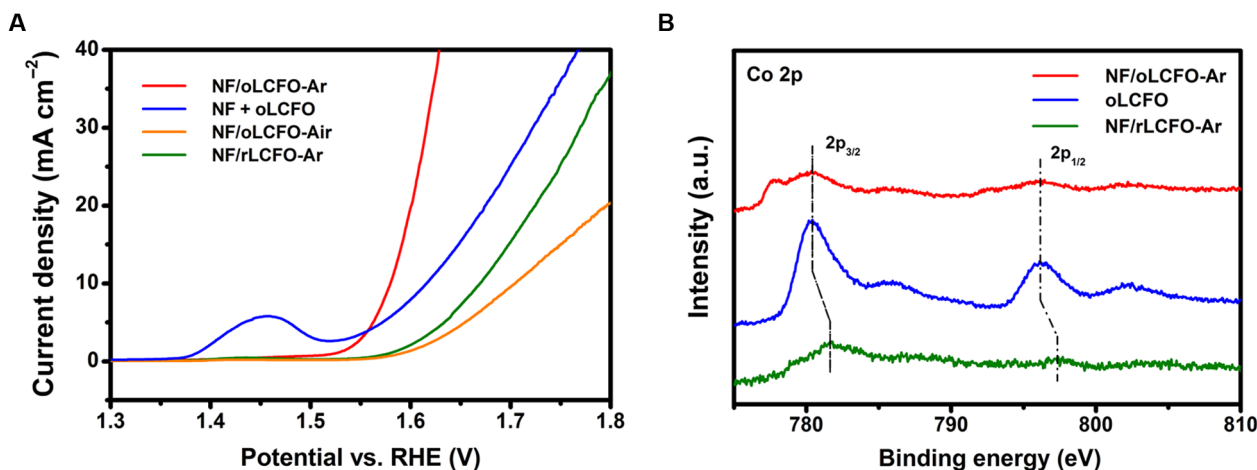 A
Current density (mA cm⁻²)
40
30
20
10
0
NF/oLCFO-Ar
NF + oLCFO
NF/oLCFO-Air
NF/rLCFO-Ar
1.3 1.4 1.5 1.6 1.7 1.8
Potential vs. RHE (V)
B
Intensity (a.u.)
Co 2p
NF/oLCFO-Ar
oLCFO
NF/rLCFO-Ar
2p₃/₂
2p₁/₂
780 790 800 810
Binding energy (eV)